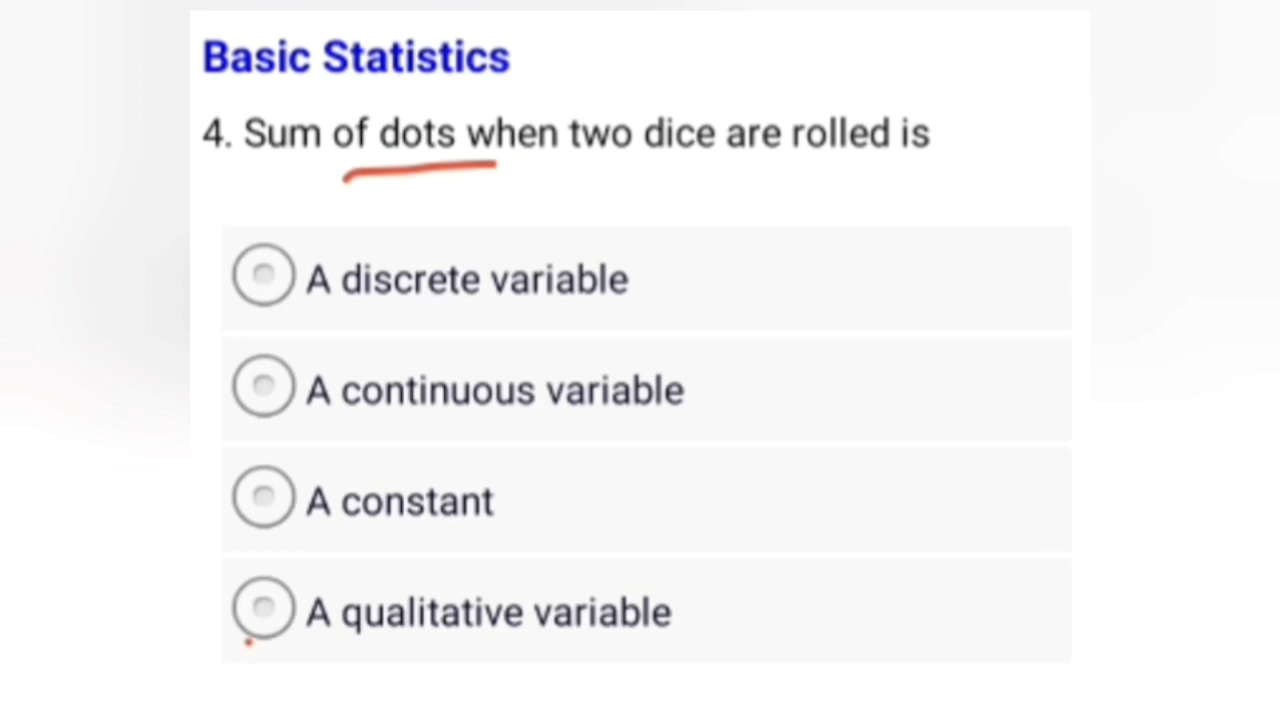 Basic Statistics
4. Sum of dots when two dice are rolled is
A discrete variable
A continuous variable
A constant
A qualitative variable